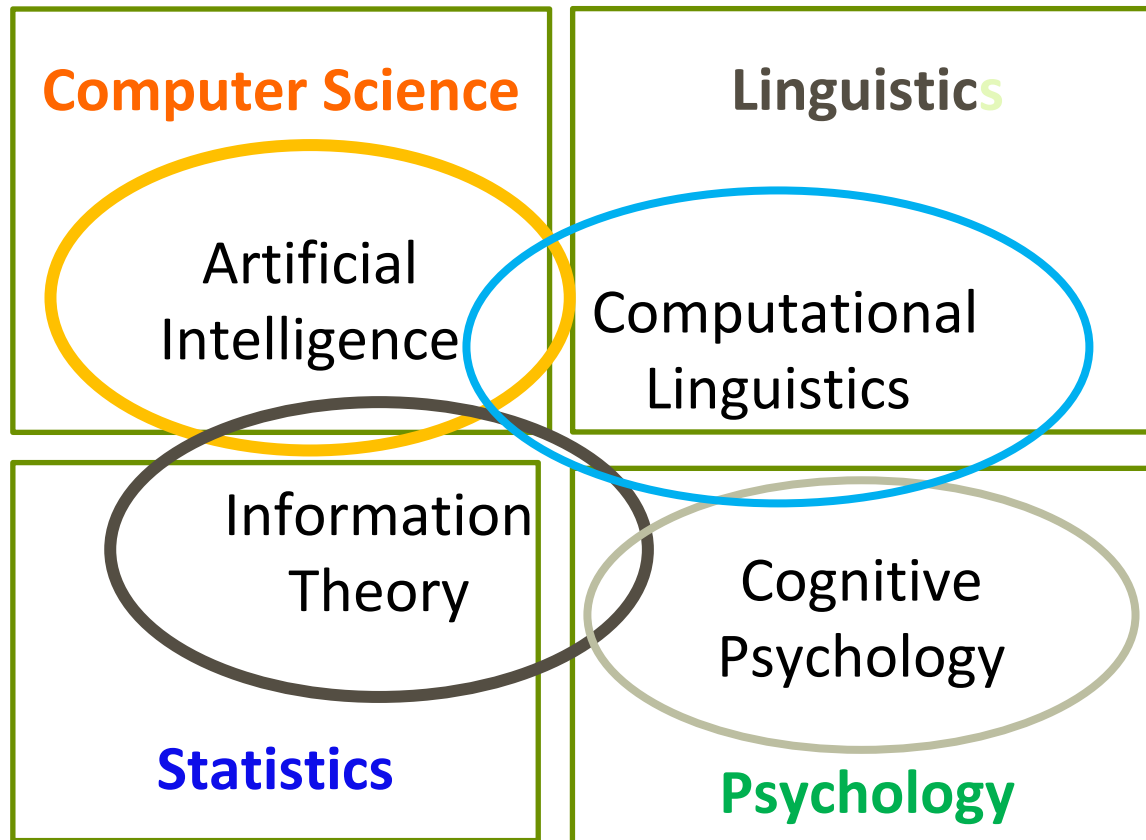 Computer Science
Linguistics
Artificial
Intelligence
Computational
Linguistics
Information
Theory
Cognitive
Psychology
Statistics
Psychology